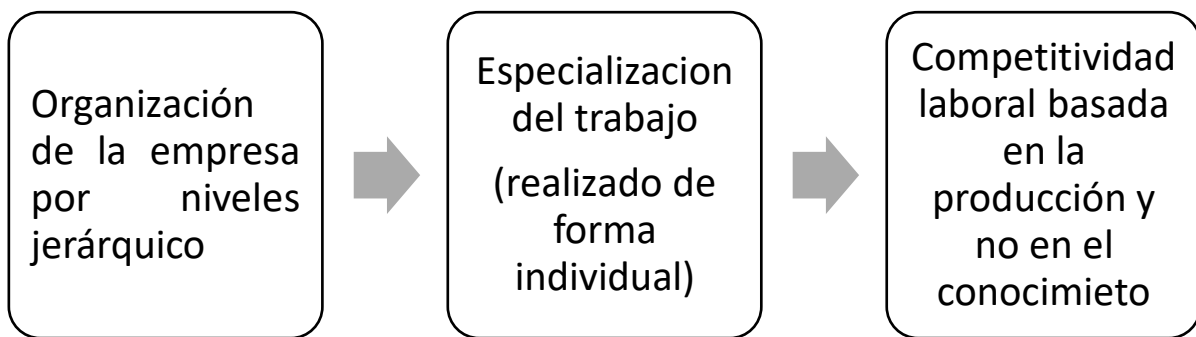 Organización
de la empresa
por niveles
jerárquico
Especializacion
del trabajo
(realizado de
forma
individual)
Competitividad
laboral basada
en la
producción y
no en el
conocimieto